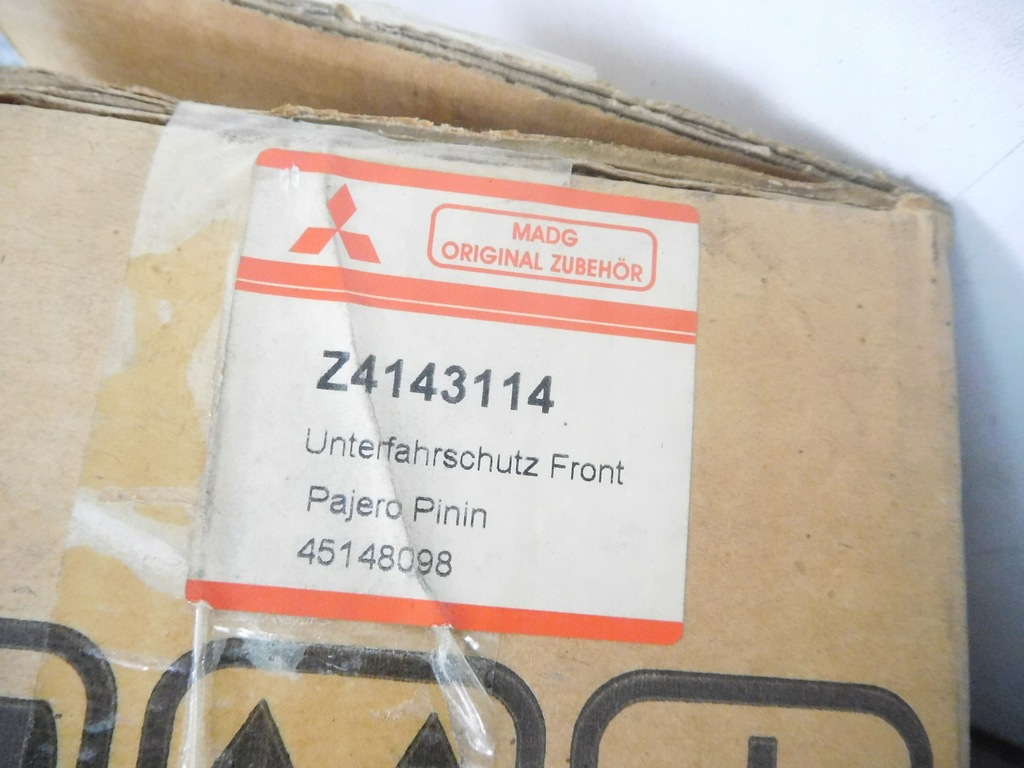 MADG
ORIGINAL ZUBEHÖR
Z4143114
Unterfahrschutz Front
Pajero Pinin
45148098